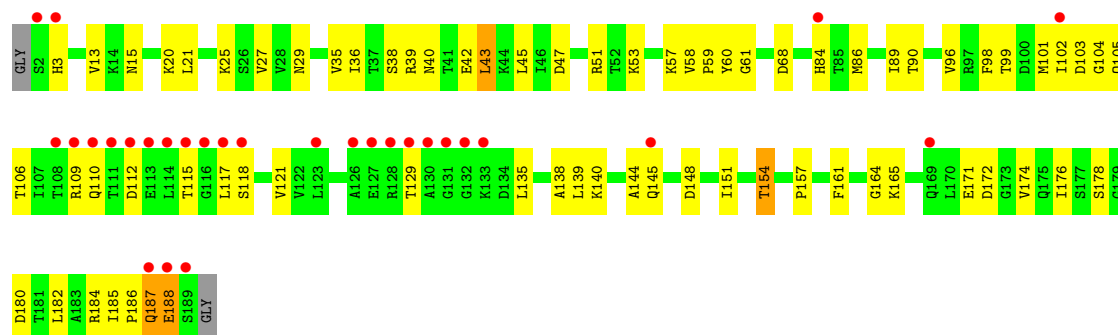 GLY S2 H3 V13 K14 N15 K20 L21 K25 S26 V27 V28 N29 V35 I36 T37 S38 R39 N40 T41 E42 L43 K44 L45 I46 D47 R51 T52 K53 K57 V58 P59 Y60 G61 D68 H84 T85 M86 T90 V96 R97 F98 T99 D100 M101 I102 D103 G104 Q105
T106 I107 T108 R109 Q110 T111 D112 E113 L114 T115 G116 L117 S118 V121 V122 L123 A126 E127 R128 T129 A130 G131 G132 K133 D134 L135 A138 L139 K140 A144 Q145 D148 I151 T154 P157 F161 G164 K165 Q169 L170 E171 D172 G173 V174 Q175 I176 S177 S178 G179
D180 T181 L182 A183 R184 I185 P186 Q187 E188 S189 GLY